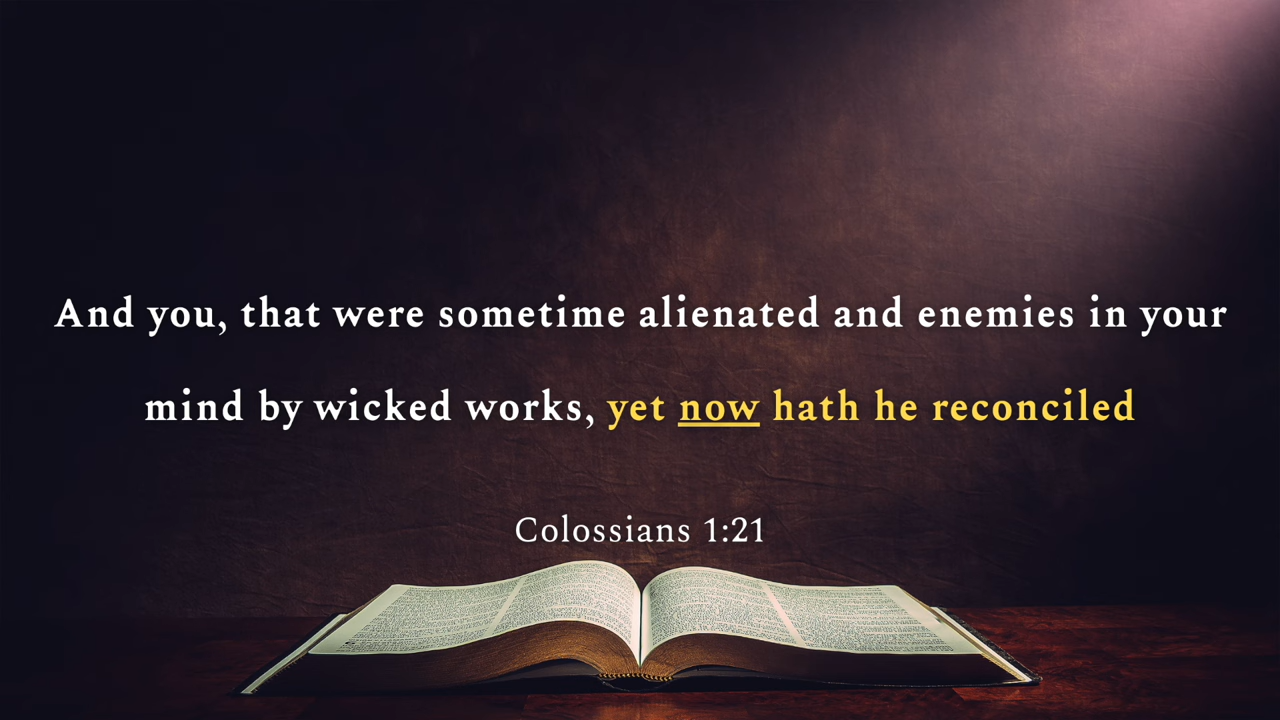 And you, that were sometime alienated and enemies in your
mind by wicked works, yet now hath he reconciled
Colossians 1:21